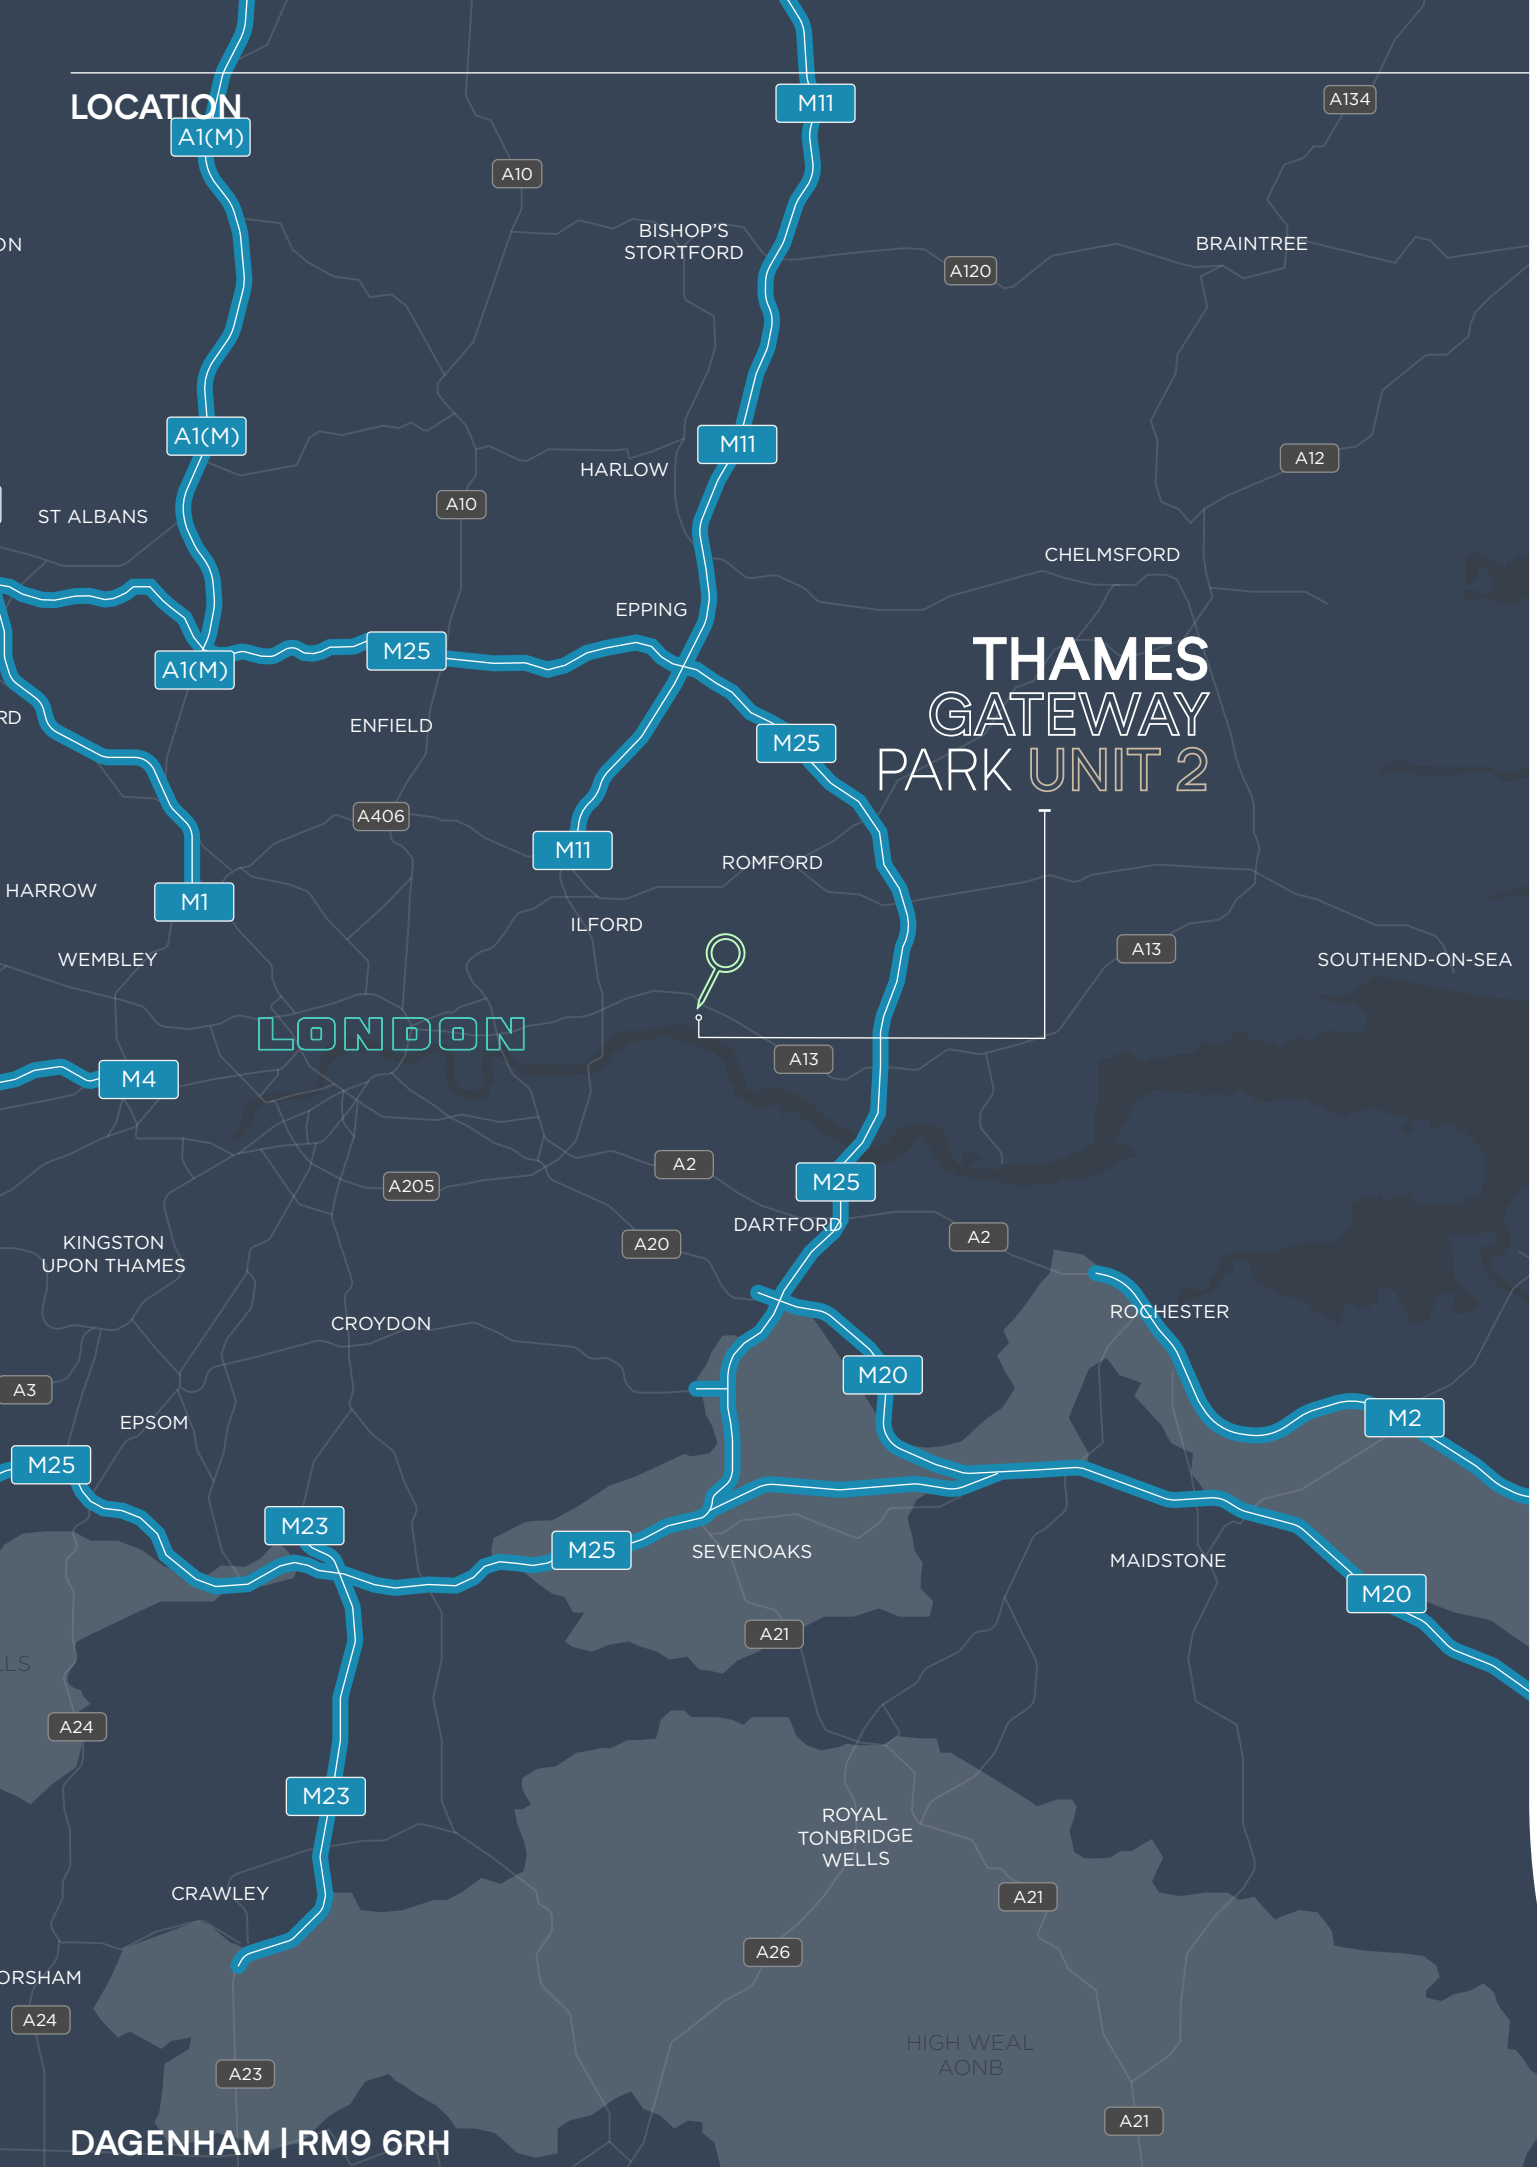 LOCATION
M11
A134
A1(M)
A10
BISHOP'S
STORTFORD
ON
BRAINTREE
A120
A1(M)
M11
A12
HARLOW
A10
ST ALBANS
CHELMSFORD
EPPING
M25
A1(M)
THAMES
GATEWAY
PARK UNIT 2
RD
ENFIELD
M25
A406
M11
ROMFORD
HARROW
M1
ILFORD
A13
WEMBLEY
SOUTHEND-ON-SEA
LONDON
A13
M4
A2
M25
A205
DARTFORD
A2
A20
KINGSTON
UPON THAMES
ROCHESTER
CROYDON
M20
A3
M2
EPSOM
M25
M23
M25
SEVENOAKS
MAIDSTONE
M20
A21
LLS
A24
M23
ROYAL
TONBRIDGE
WELLS
CRAWLEY
A21
A26
ORSHAM
A24
HIGH WEAL
AONB
A23
A21
DAGENHAM | RM9 6RH